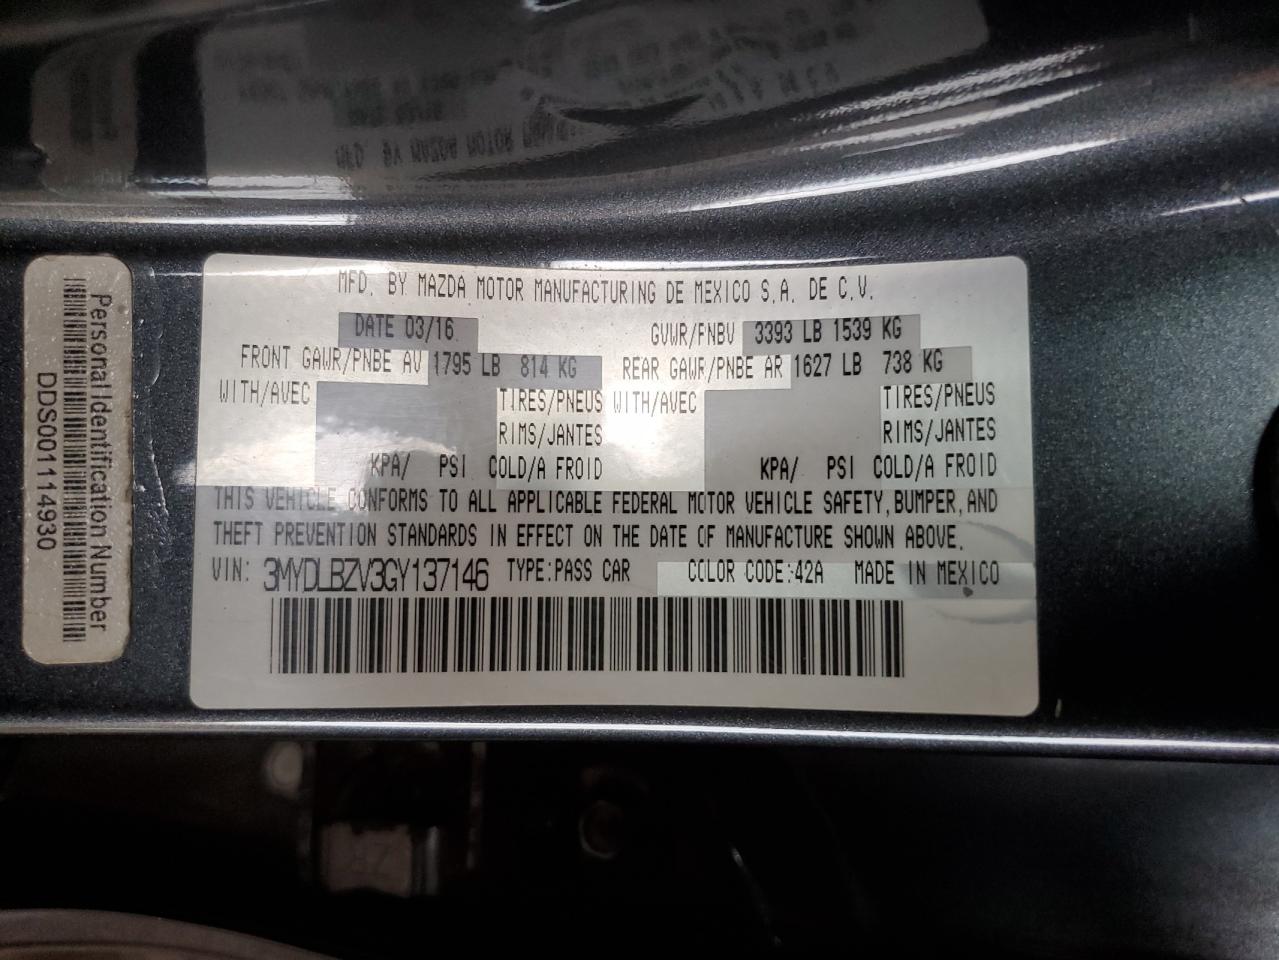 MFD. BY MAZDA MOTOR MANUFACTURING DE MEXICO S.A. DE C.V.
DATE 03/16 GVWR/PNBV 3393 LB 1539 KG
FRONT GAWR/PNBE AV 1795 LB 814 KG REAR GAWR/PNBE AR 1627 LB 738 KG
WITH/AVEC TIRES/PNEUS WITH/AVEC TIRES/PNEUS
RIMS/JANTES RIMS/JANTES
KPA/ PSI COLD/A FROID KPA/ PSI COLD/A FROID
THIS VEHICLE CONFORMS TO ALL APPLICABLE FEDERAL MOTOR VEHICLE SAFETY, BUMPER, AND
THEFT PREVENTION STANDARDS IN EFFECT ON THE DATE OF MANUFACTURE SHOWN ABOVE.
VIN: 3MYDLBZV3GY137146 TYPE:PASS CAR COLOR CODE:42A MADE IN MEXICO
Personal Identification Number
DDS001114930